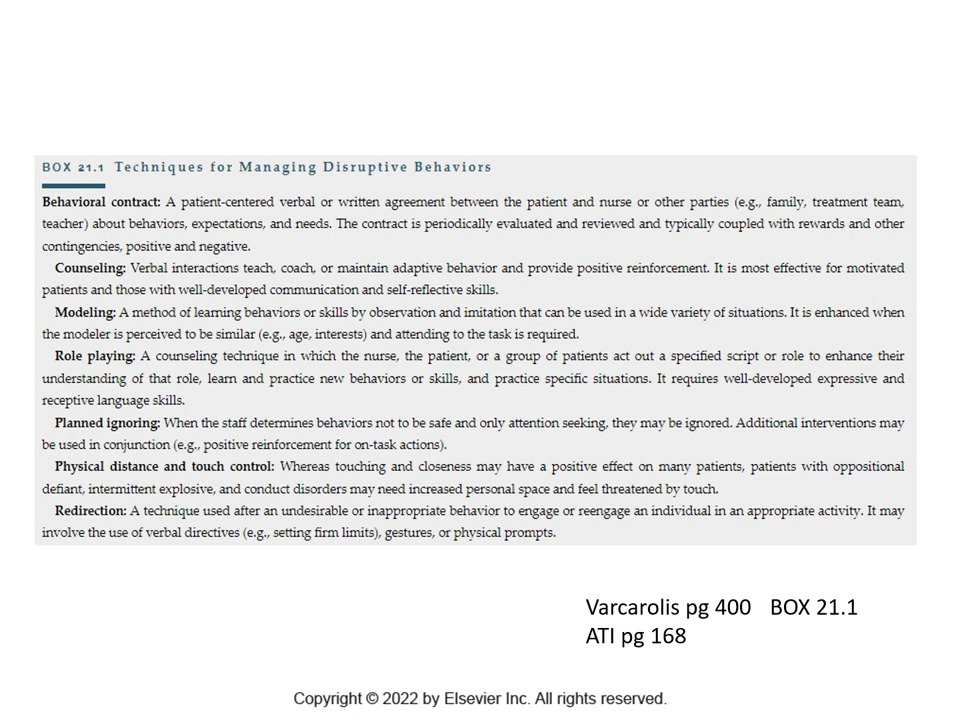 BOX 21.1 Techniques for Managing Disruptive Behaviors
Behavioral contract: A patient-centered verbal or written agreement between the patient and nurse or other parties (e.g., family, treatment team,
teacher) about behaviors, expectations, and needs. The contract is periodically evaluated and reviewed and typically coupled with rewards and other
contingencies, positive and negative.
Counseling: Verbal interactions teach, coach, or maintain adaptive behavior and provide positive reinforcement. It is most effective for motivated
patients and those with well-developed communication and self-reflective skills.
Modeling: A method of learning behaviors or skills by observation and imitation that can be used in a wide variety of situations. It is enhanced when
the modeler is perceived to be similar (e.g., age, interests) and attending to the task is required.
Role playing: A counseling technique in which the nurse, the patient, or a group of patients act out a specified script or role to enhance their
understanding of that role, learn and practice new behaviors or skills, and practice specific situations. It requires well-developed expressive and
receptive language skills.
Planned ignoring: When the staff determines behaviors not to be safe and only attention seeking, they may be ignored. Additional interventions may
be used in conjunction (e.g., positive reinforcement for on-task actions).
Physical distance and touch control: Whereas touching and closeness may have a positive effect on many patients, patients with oppositional
defiant, intermittent explosive, and conduct disorders may need increased personal space and feel threatened by touch.
Redirection: A technique used after an undesirable or inappropriate behavior to engage or reengage an individual in an appropriate activity. It may
involve the use of verbal directives (e.g., setting firm limits), gestures, or physical prompts.
Varcarolis pg 400 BOX 21.1
ATI pg 168
Copyright © 2022 by Elsevier Inc. All rights reserved.